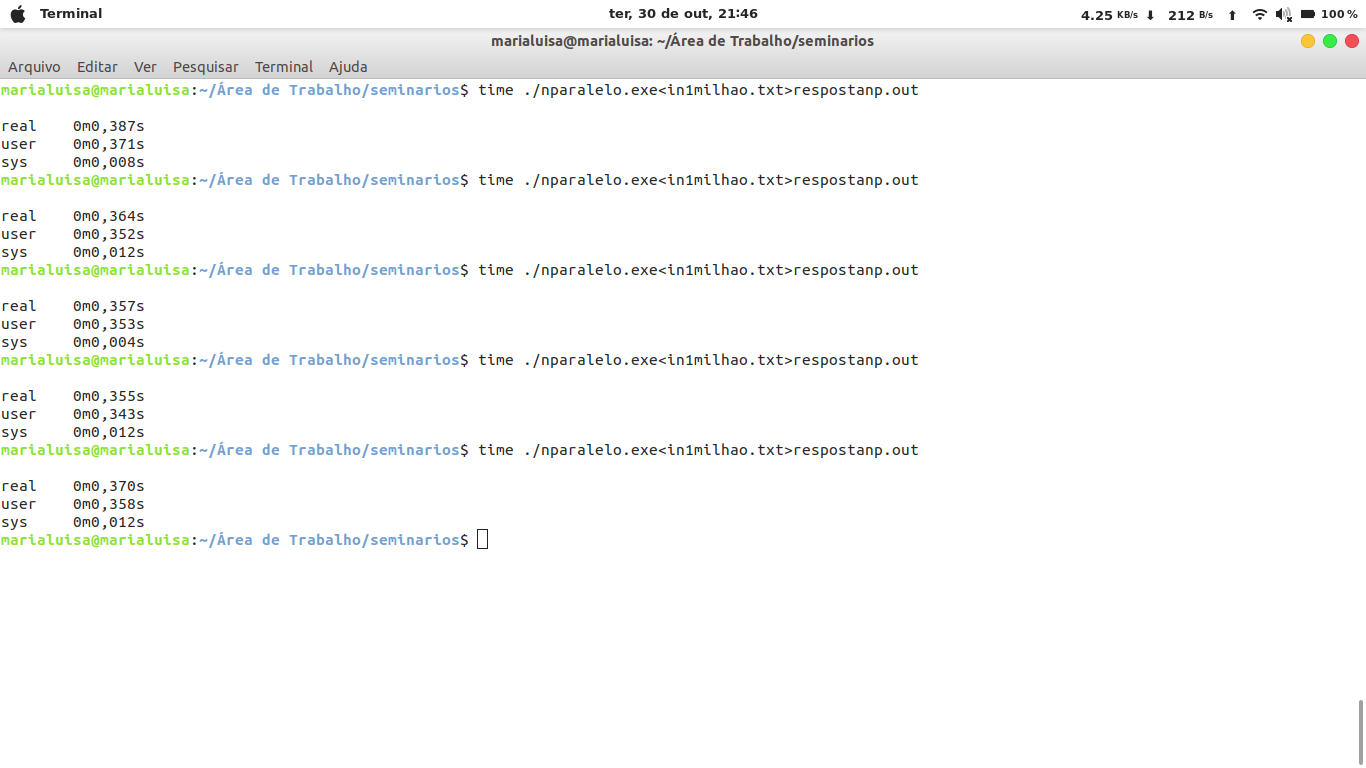 Terminal ter, 30 de out, 21:46 4.25 KB/s ⬇ 212 B/s ⬆ 100 %
marialuisa@marialuisa: ~/Área de Trabalho/seminarios
Arquivo Editar Ver Pesquisar Terminal Ajuda
marialuisa@marialuisa:~/Área de Trabalho/seminarios$ time ./nparalelo.exe<in1milhao.txt>respostanp.out
real 0m0,387s
user 0m0,371s
sys 0m0,008s
marialuisa@marialuisa:~/Área de Trabalho/seminarios$ time ./nparalelo.exe<in1milhao.txt>respostanp.out
real 0m0,364s
user 0m0,352s
sys 0m0,012s
marialuisa@marialuisa:~/Área de Trabalho/seminarios$ time ./nparalelo.exe<in1milhao.txt>respostanp.out
real 0m0,357s
user 0m0,353s
sys 0m0,004s
marialuisa@marialuisa:~/Área de Trabalho/seminarios$ time ./nparalelo.exe<in1milhao.txt>respostanp.out
real 0m0,355s
user 0m0,343s
sys 0m0,012s
marialuisa@marialuisa:~/Área de Trabalho/seminarios$ time ./nparalelo.exe<in1milhao.txt>respostanp.out
real 0m0,370s
user 0m0,358s
sys 0m0,012s
marialuisa@marialuisa:~/Área de Trabalho/seminarios$